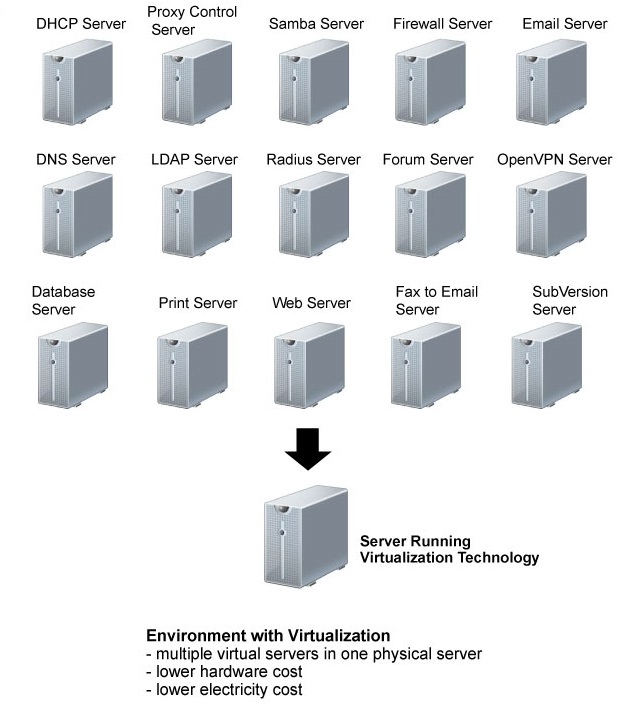 DHCP Server
Proxy Control
Server
Samba Server
Firewall Server
Email Server
DNS Server
LDAP Server
Radius Server
Forum Server
OpenVPN Server
Database
Server
Print Server
Web Server
Fax to Email
Server
SubVersion
Server
Server Running
Virtualization Technology
Environment with Virtualization
- multiple virtual servers in one physical server
- lower hardware cost
- lower electricity cost